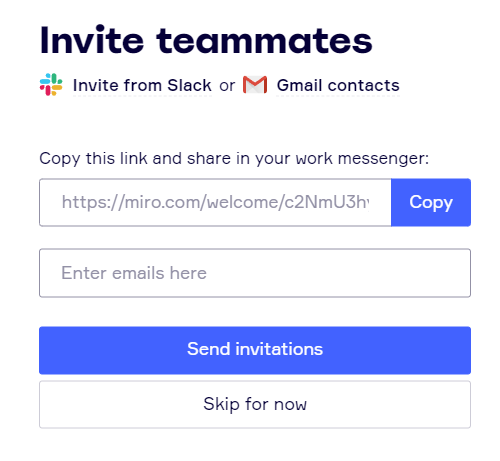 Invite teammates
Invite from Slack or Gmail contacts
Copy this link and share in your work messenger:
https://miro.com/welcome/c2NmU3h
Copy
Enter emails here
Send invitations
Skip for now